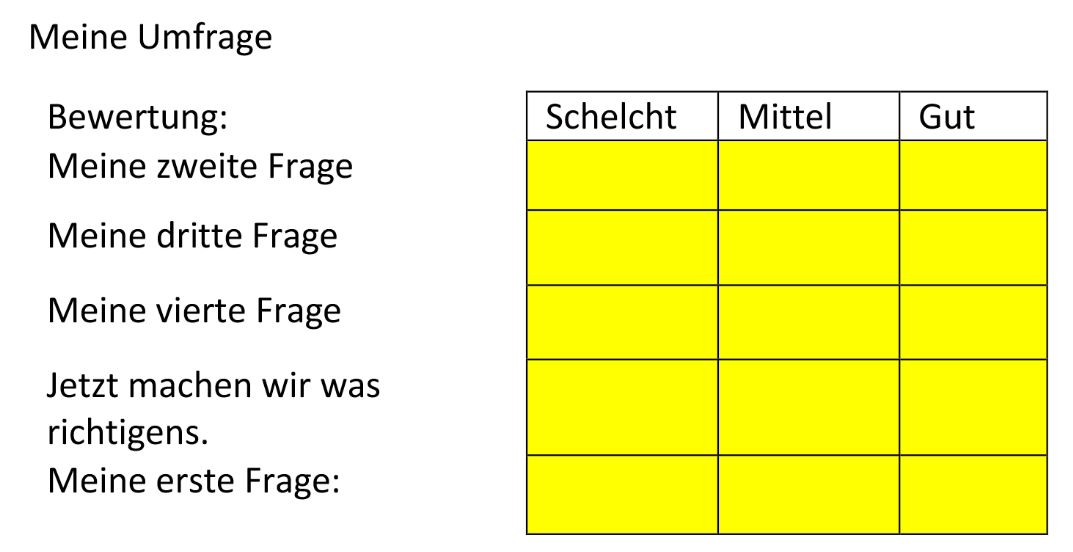 Meine Umfrage
Bewertung: Schelcht Mittel Gut
Meine zweite Frage
Meine dritte Frage
Meine vierte Frage
Jetzt machen wir was
richtigens.
Meine erste Frage: